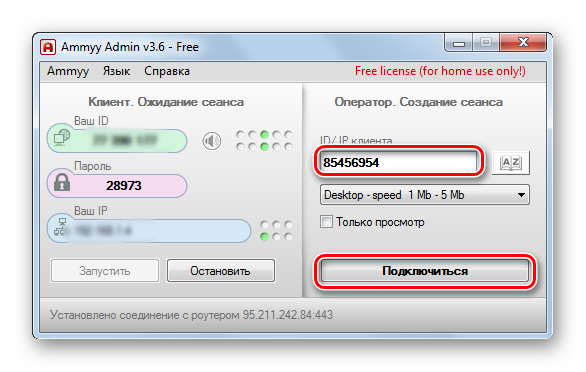 Ammyy Admin v3.6 - Free
Ammyy Язык Справка
Free license (for home use only!)
Клиент. Ожидание сеанса
Ваш ID
Пароль
28973
Ваш IP
Запустить
Остановить
Оператор. Создание сеанса
ID/ IP клиента
85456954
AZ
Desktop - speed 1 Mb - 5 Mb
Только просмотр
Подключиться
Установлено соединение с роутером 95.211.242.84:443